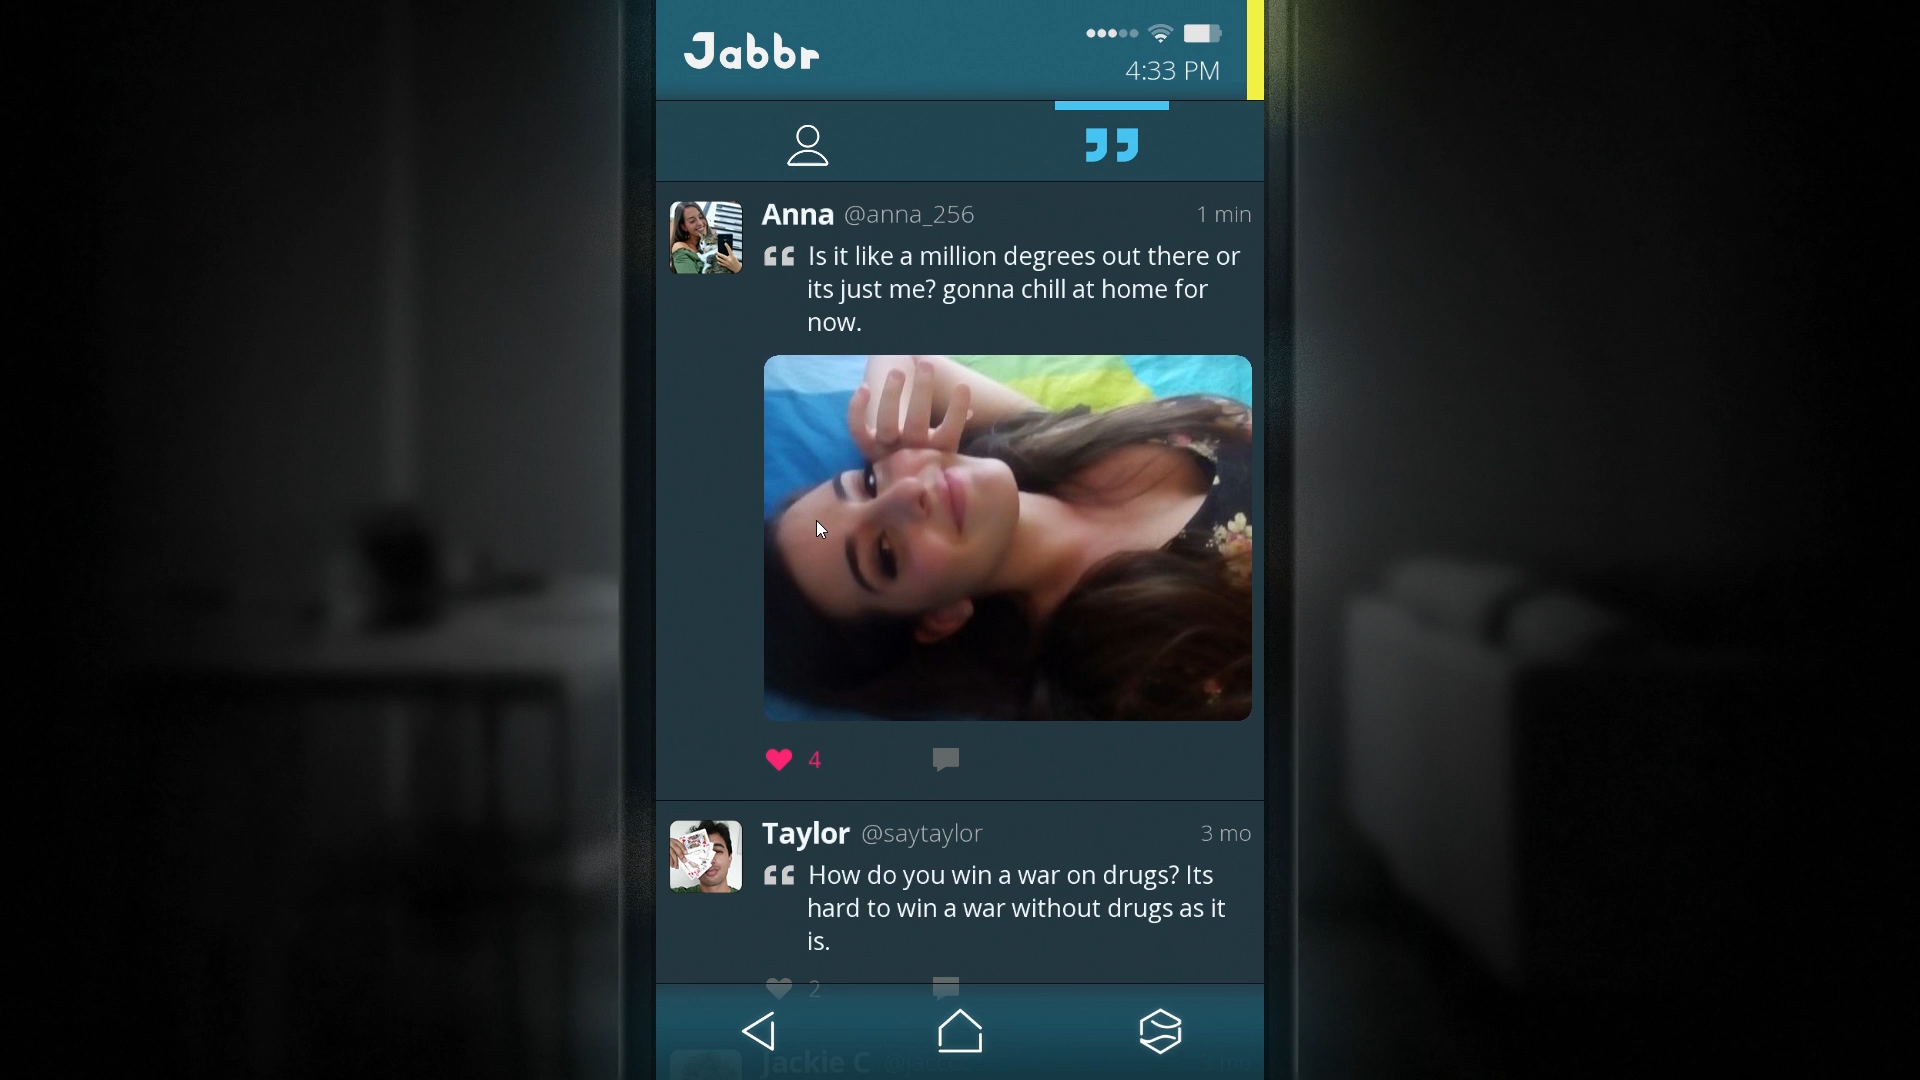 Jabbr
4:33 PM
Anna @anna_256 1 min
Is it like a million degrees out there or
its just me? gonna chill at home for
now.
4
Taylor @saytaylor 3 mo
How do you win a war on drugs? Its
hard to win a war without drugs as it
is.
2
Jackie C